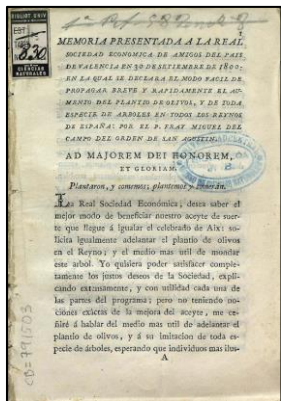 1
MEMORIA PRESENTADA A LA REAL
SOCIEDAD ECONOMICA DE AMIGOS DEL PAIS
DE VALENCIA EN 30 DE SETIEMBRE DE 1800:
EN LA QUE SE DECLARA EL MODO FACIL DE
PROPAGAR BREVE Y RAPIDAMENTE EL AU-
MENTO DEL PLANTIO DE OLIVOS, Y DE TODA
ESPECIE DE ARBOLES EN TODOS LOS REYNOS
DE ESPAÑA: POR EL P. FRAY MIGUEL DEL
CAMPO DEL ORDEN DE SAN AGUSTIN.
AD MAJOREM DEI HONOREM,
ET GLORIAM.
Plantaron, y comemos; plantemos y comerán.
La Real Sociedad Económica, desea saber el
mejor modo de beneficiar nuestro aceyte de suer-
te que llegue á igualar el celebrado de Aix: so-
licita igualmente adelantar el plantío de olivos
en el Reyno; y el medio mas util de mondar
este arbol. Yo quisiera poder satisfacer comple-
tamente los justos deseos de la Sociedad, expli-
cando extensamente, y con utilidad cada una de
las partes del programa; pero no teniendo no-
ciones exâctas de la mejora del aceyte, me ce-
ñiré á hablar del medio mas util de adelantar el
plantío de olivos, y á su imitacion de toda es-
pecie de árboles, esperando que individuos mas ilus-
A